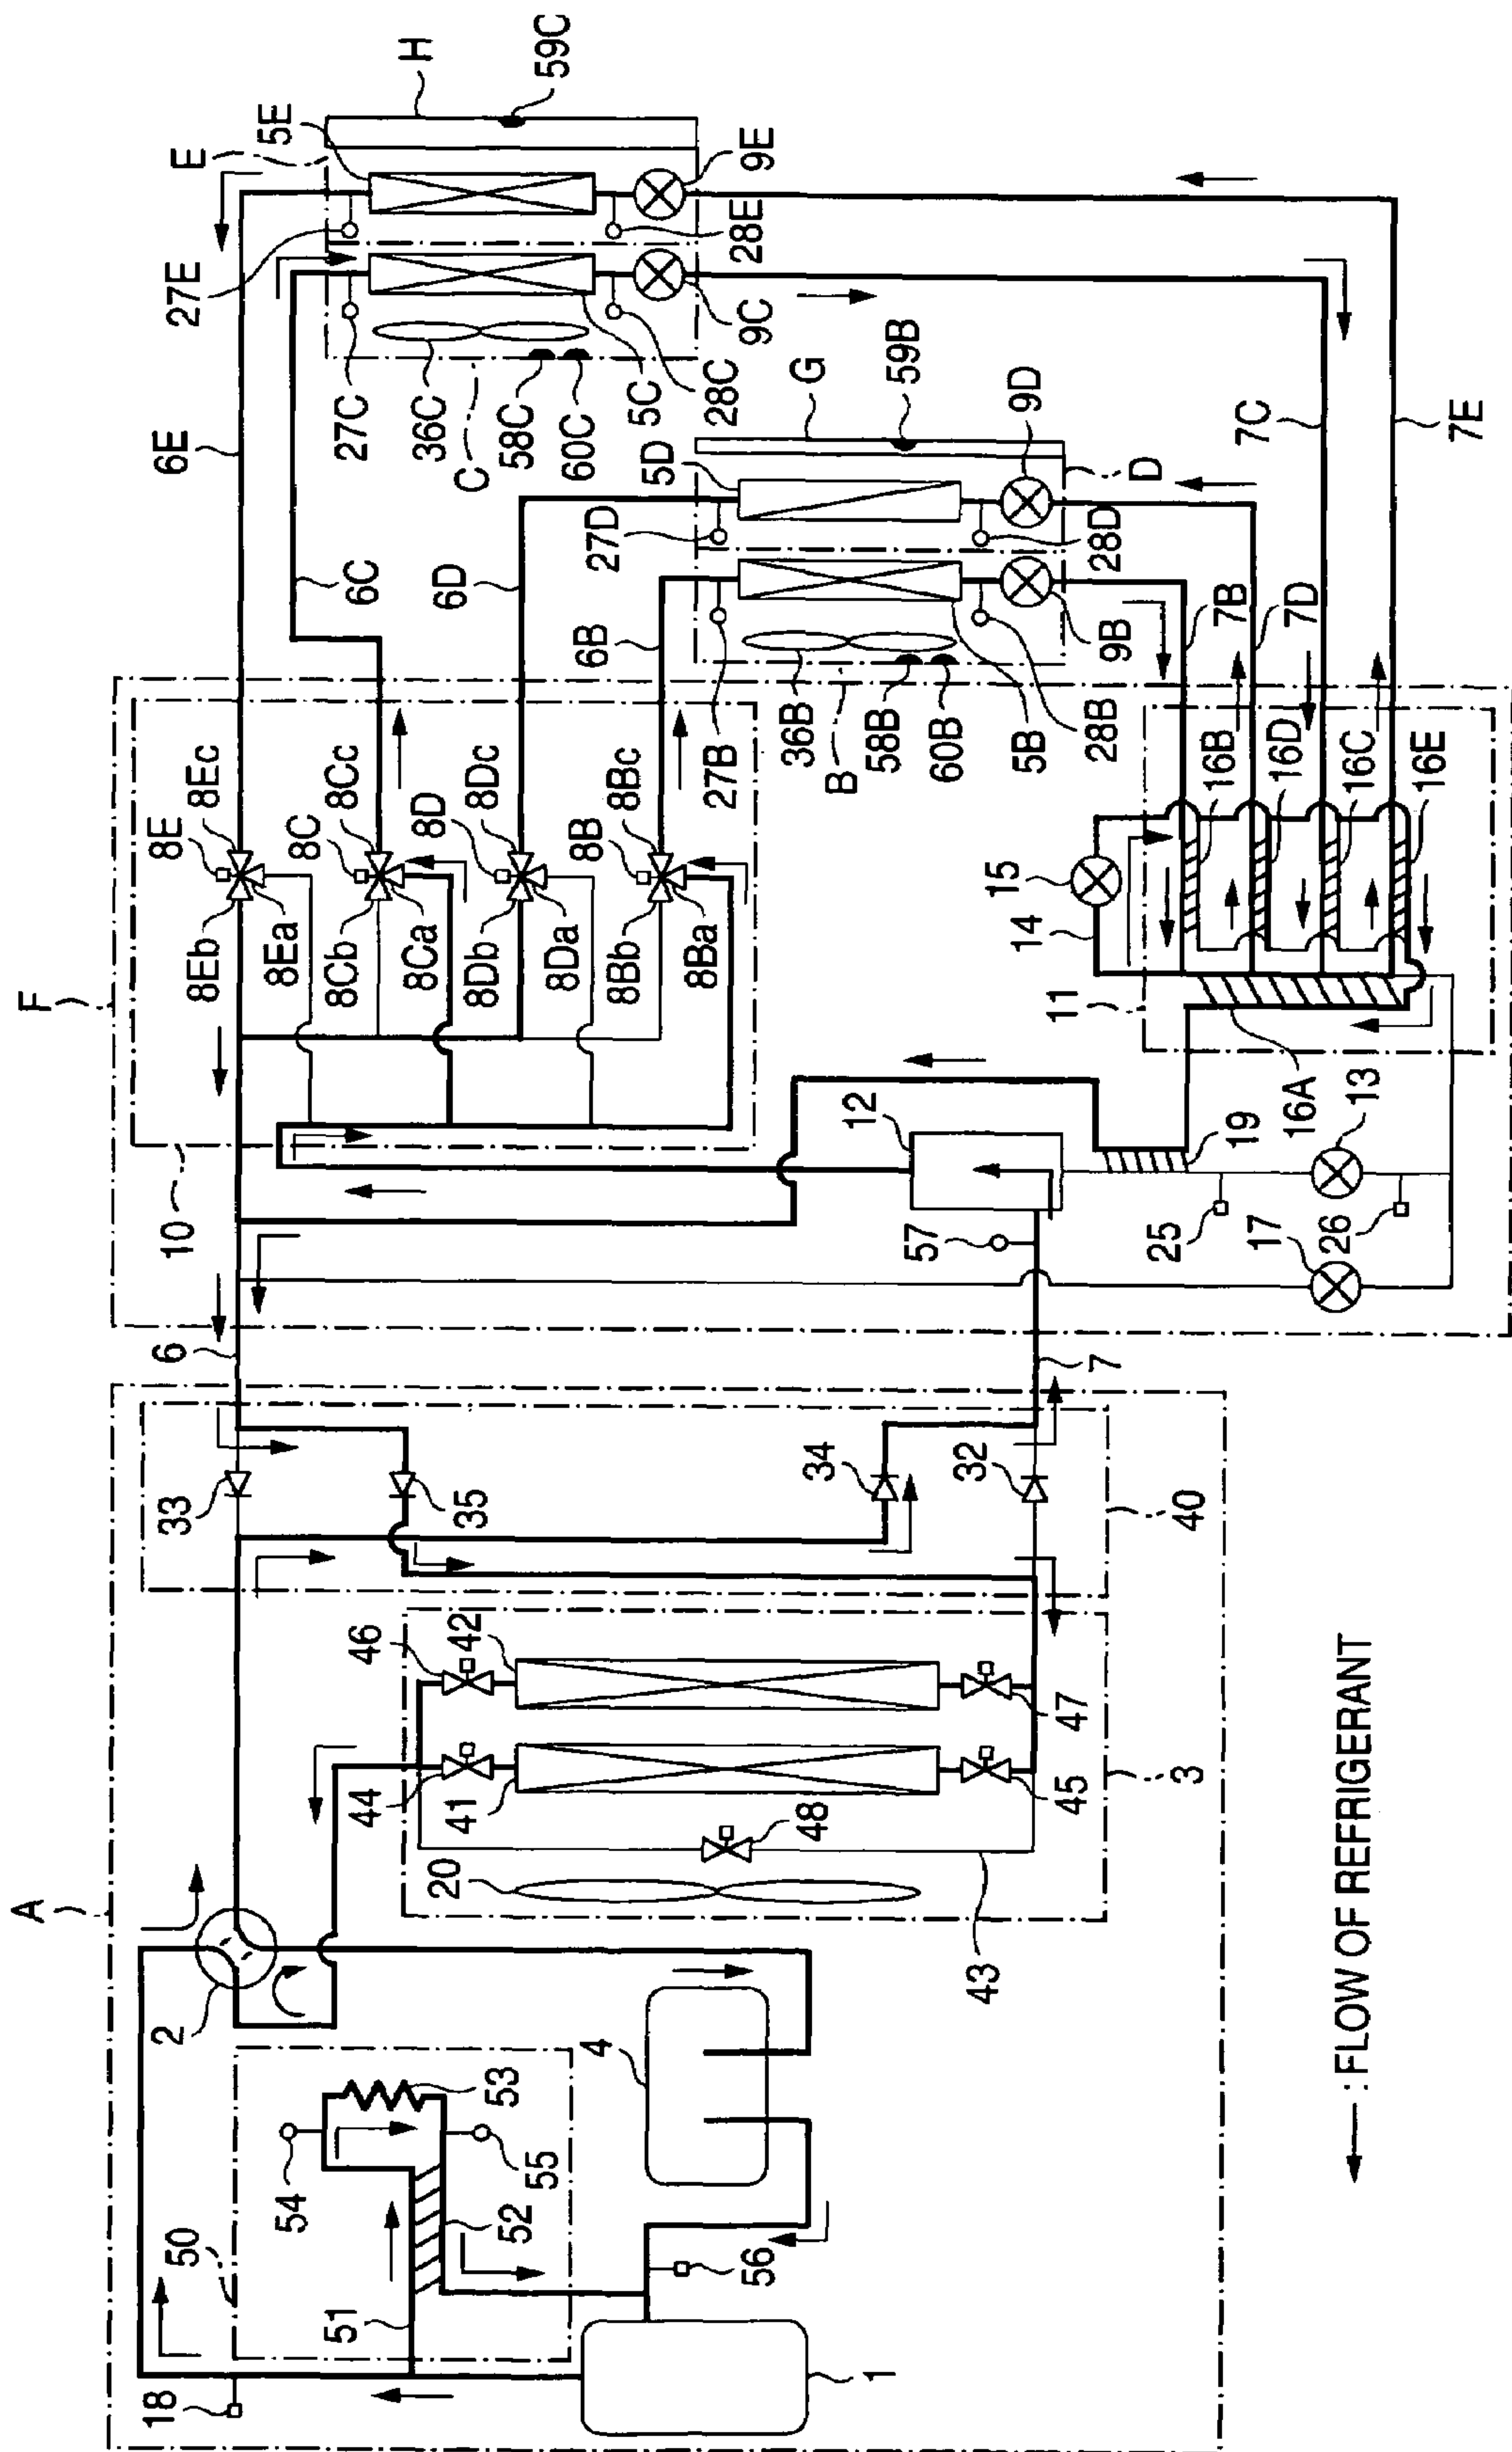 A
F
E
H
59C
5E
9E
27E
28E
27C
36C
58C
60C
C
5C
28C
9C
6E
6C
6D
6B
G
59B
5D
9D
D
27D
28D
7C
7E
36B
58B
60B
B
5B
28B
9B
27B
7B
7D
8E
8Ec
8Eb
8Ea
8C
8Cc
8Cb
8Ca
8D
8Dc
8Db
8Da
8B
8Bc
8Bb
8Ba
10
15
14
11
16B
16D
16C
16E
16A
12
19
13
25
26
17
57
6
7
33
35
34
32
40
46
42
44
41
47
45
48
20
43
3
2
4
50
54
53
55
52
51
56
18
1
: FLOW OF REFRIGERANT